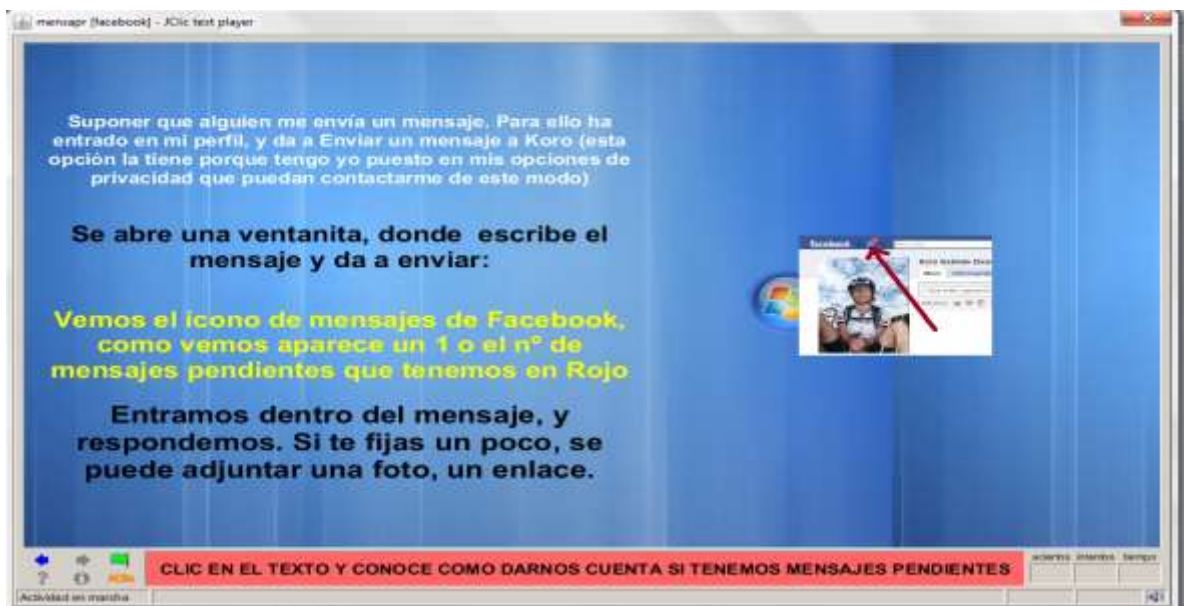 mensajr [facebook] - JClic test player
Suponer que alguien me envía un mensaje. Para ello ha
entrado en mi perfil, y da a Enviar un mensaje a Koro (esta
opción la tiene porque tengo yo puesto en mis opciones de
privacidad que puedan contactarme de este modo)
Se abre una ventanita, donde escribe el
mensaje y da a enviar:
Vemos el ícono de mensajes de Facebook,
como vemos aparece un 1 o el nº de
mensajes pendientes que tenemos en Rojo
Entramos dentro del mensaje, y
respondemos. Si te fijas un poco, se
puede adjuntar una foto, un enlace.
facebook
Muro
CLIC EN EL TEXTO Y CONOCE COMO DARNOS CUENTA SI TENEMOS MENSAJES PENDIENTES
aciertos intentos tiempo
Actividad en marcha